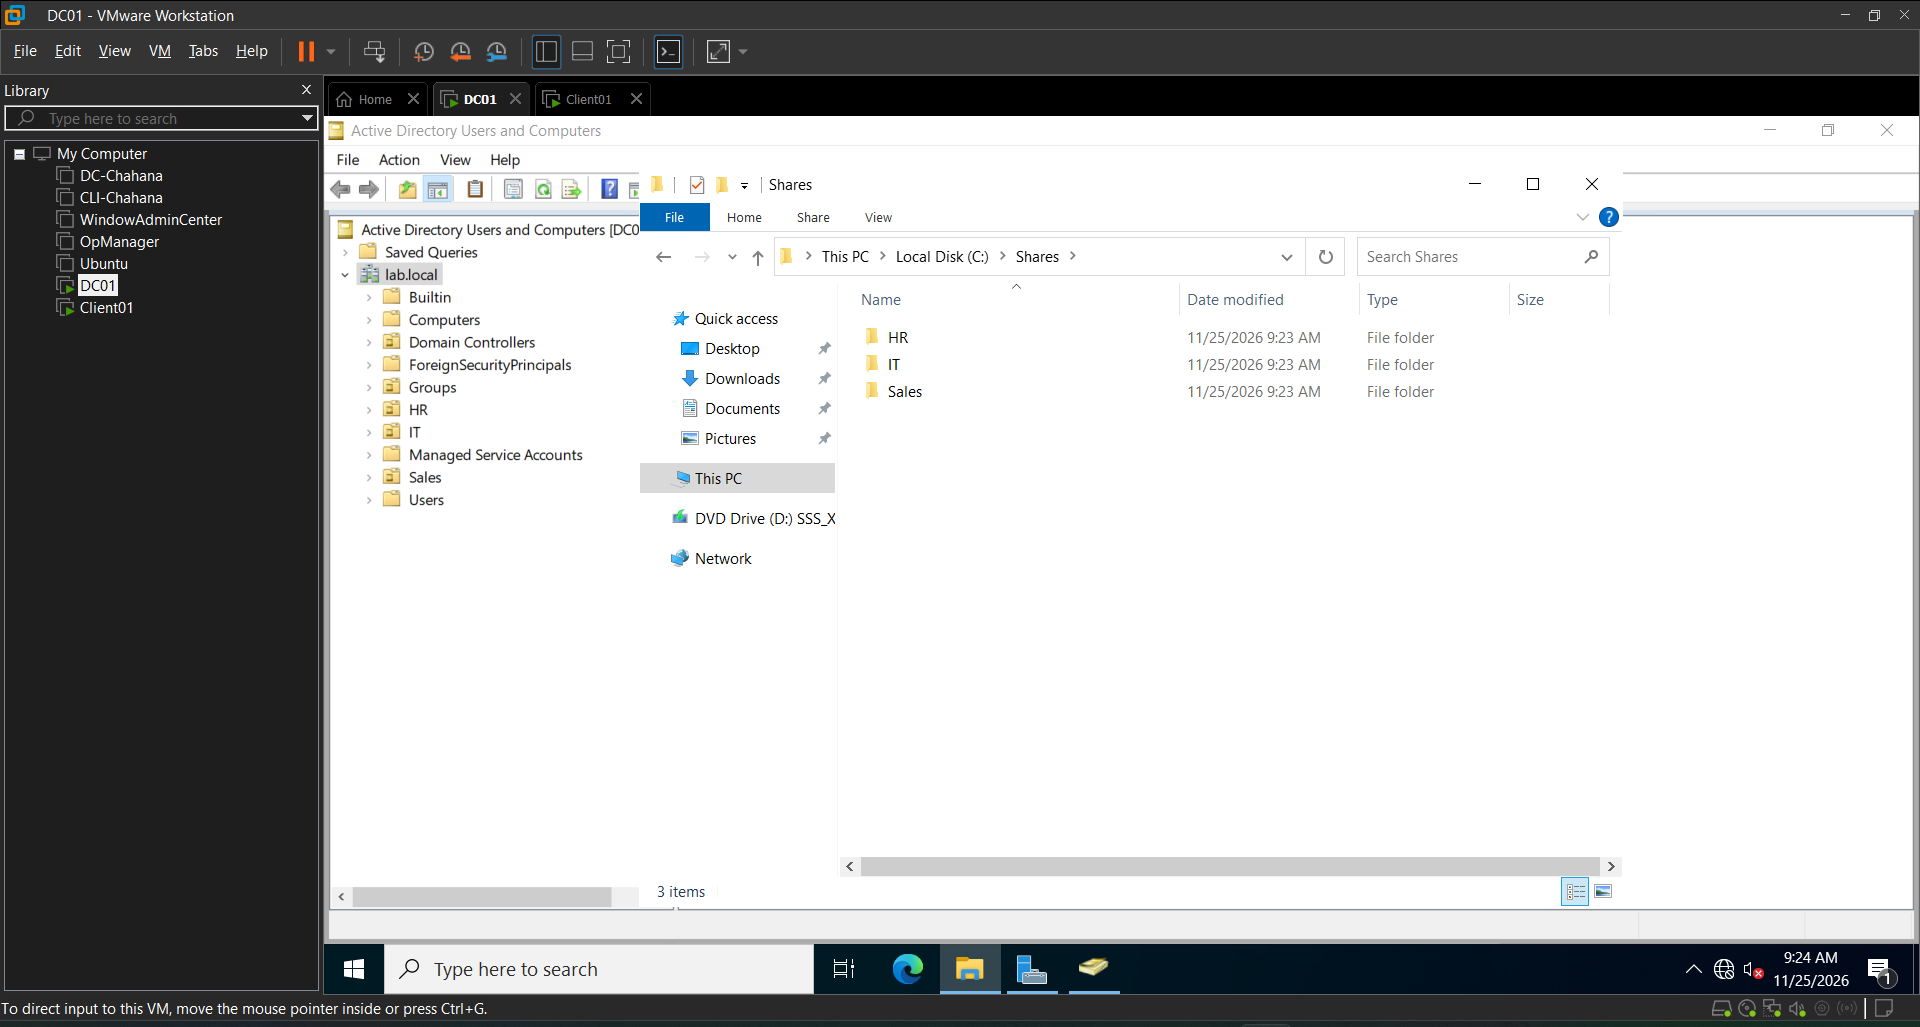 DC01 - VMware Workstation
File Edit View VM Tabs Help
Library
Type here to search
My Computer
DC-Chahana
CLI-Chahana
WindowAdminCenter
OpManager
Ubuntu
DC01
Client01
Home DC01 Client01
Active Directory Users and Computers
File Action View Help
Active Directory Users and Computers [DC0
Saved Queries
lab.local
Builtin
Computers
Domain Controllers
ForeignSecurityPrincipals
Groups
HR
IT
Managed Service Accounts
Sales
Users
Shares
File Home Share View
This PC Local Disk (C:) Shares
Search Shares
Quick access
Desktop
Downloads
Documents
Pictures
This PC
DVD Drive (D:) SSS_X
Network
Name Date modified Type Size
HR 11/25/2026 9:23 AM File folder
IT 11/25/2026 9:23 AM File folder
Sales 11/25/2026 9:23 AM File folder
3 items
Type here to search
9:24 AM
11/25/2026
1
To direct input to this VM, move the mouse pointer inside or press Ctrl+G.